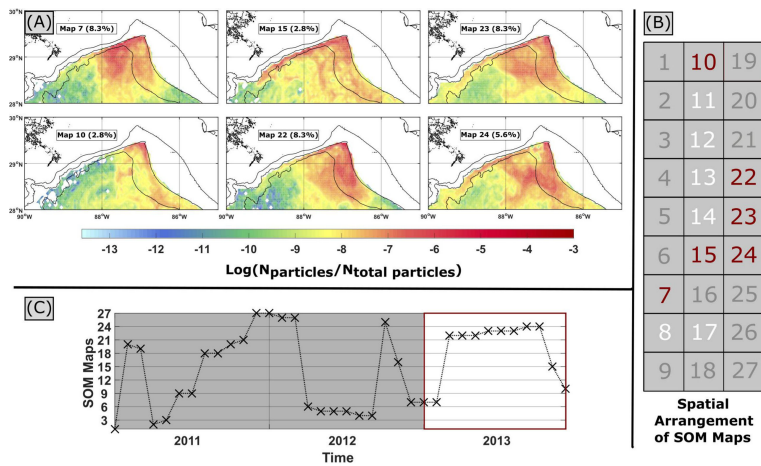 (A)
30°N
29°N
28°N
Map 7 (8.3%)
Map 15 (2.8%)
Map 23 (8.3%)
30°N
29°N
28°N
Map 10 (2.8%)
Map 22 (8.3%)
Map 24 (5.6%)
90°W 88°W 86°W 90°W 88°W 86°W 90°W 88°W 86°W
-13 -12 -11 -10 -9 -8 -7 -6 -5 -4 -3
Log(Nparticles/Ntotal particles)
(B)
1 10 19
2 11 20
3 12 21
4 13 22
5 14 23
6 15 24
7 16 25
8 17 26
9 18 27
Spatial
Arrangement
of SOM Maps
(C)
SOM Maps
27
24
21
18
15
12
9
6
3
2011 2012 2013
Time